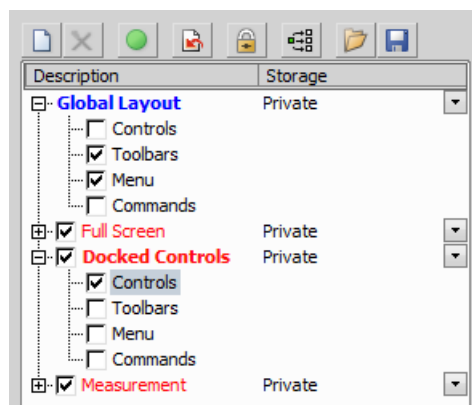 Description Storage
Global Layout Private
Controls
Toolbars
Menu
Commands
Full Screen Private
Docked Controls Private
Controls
Toolbars
Menu
Commands
Measurement Private